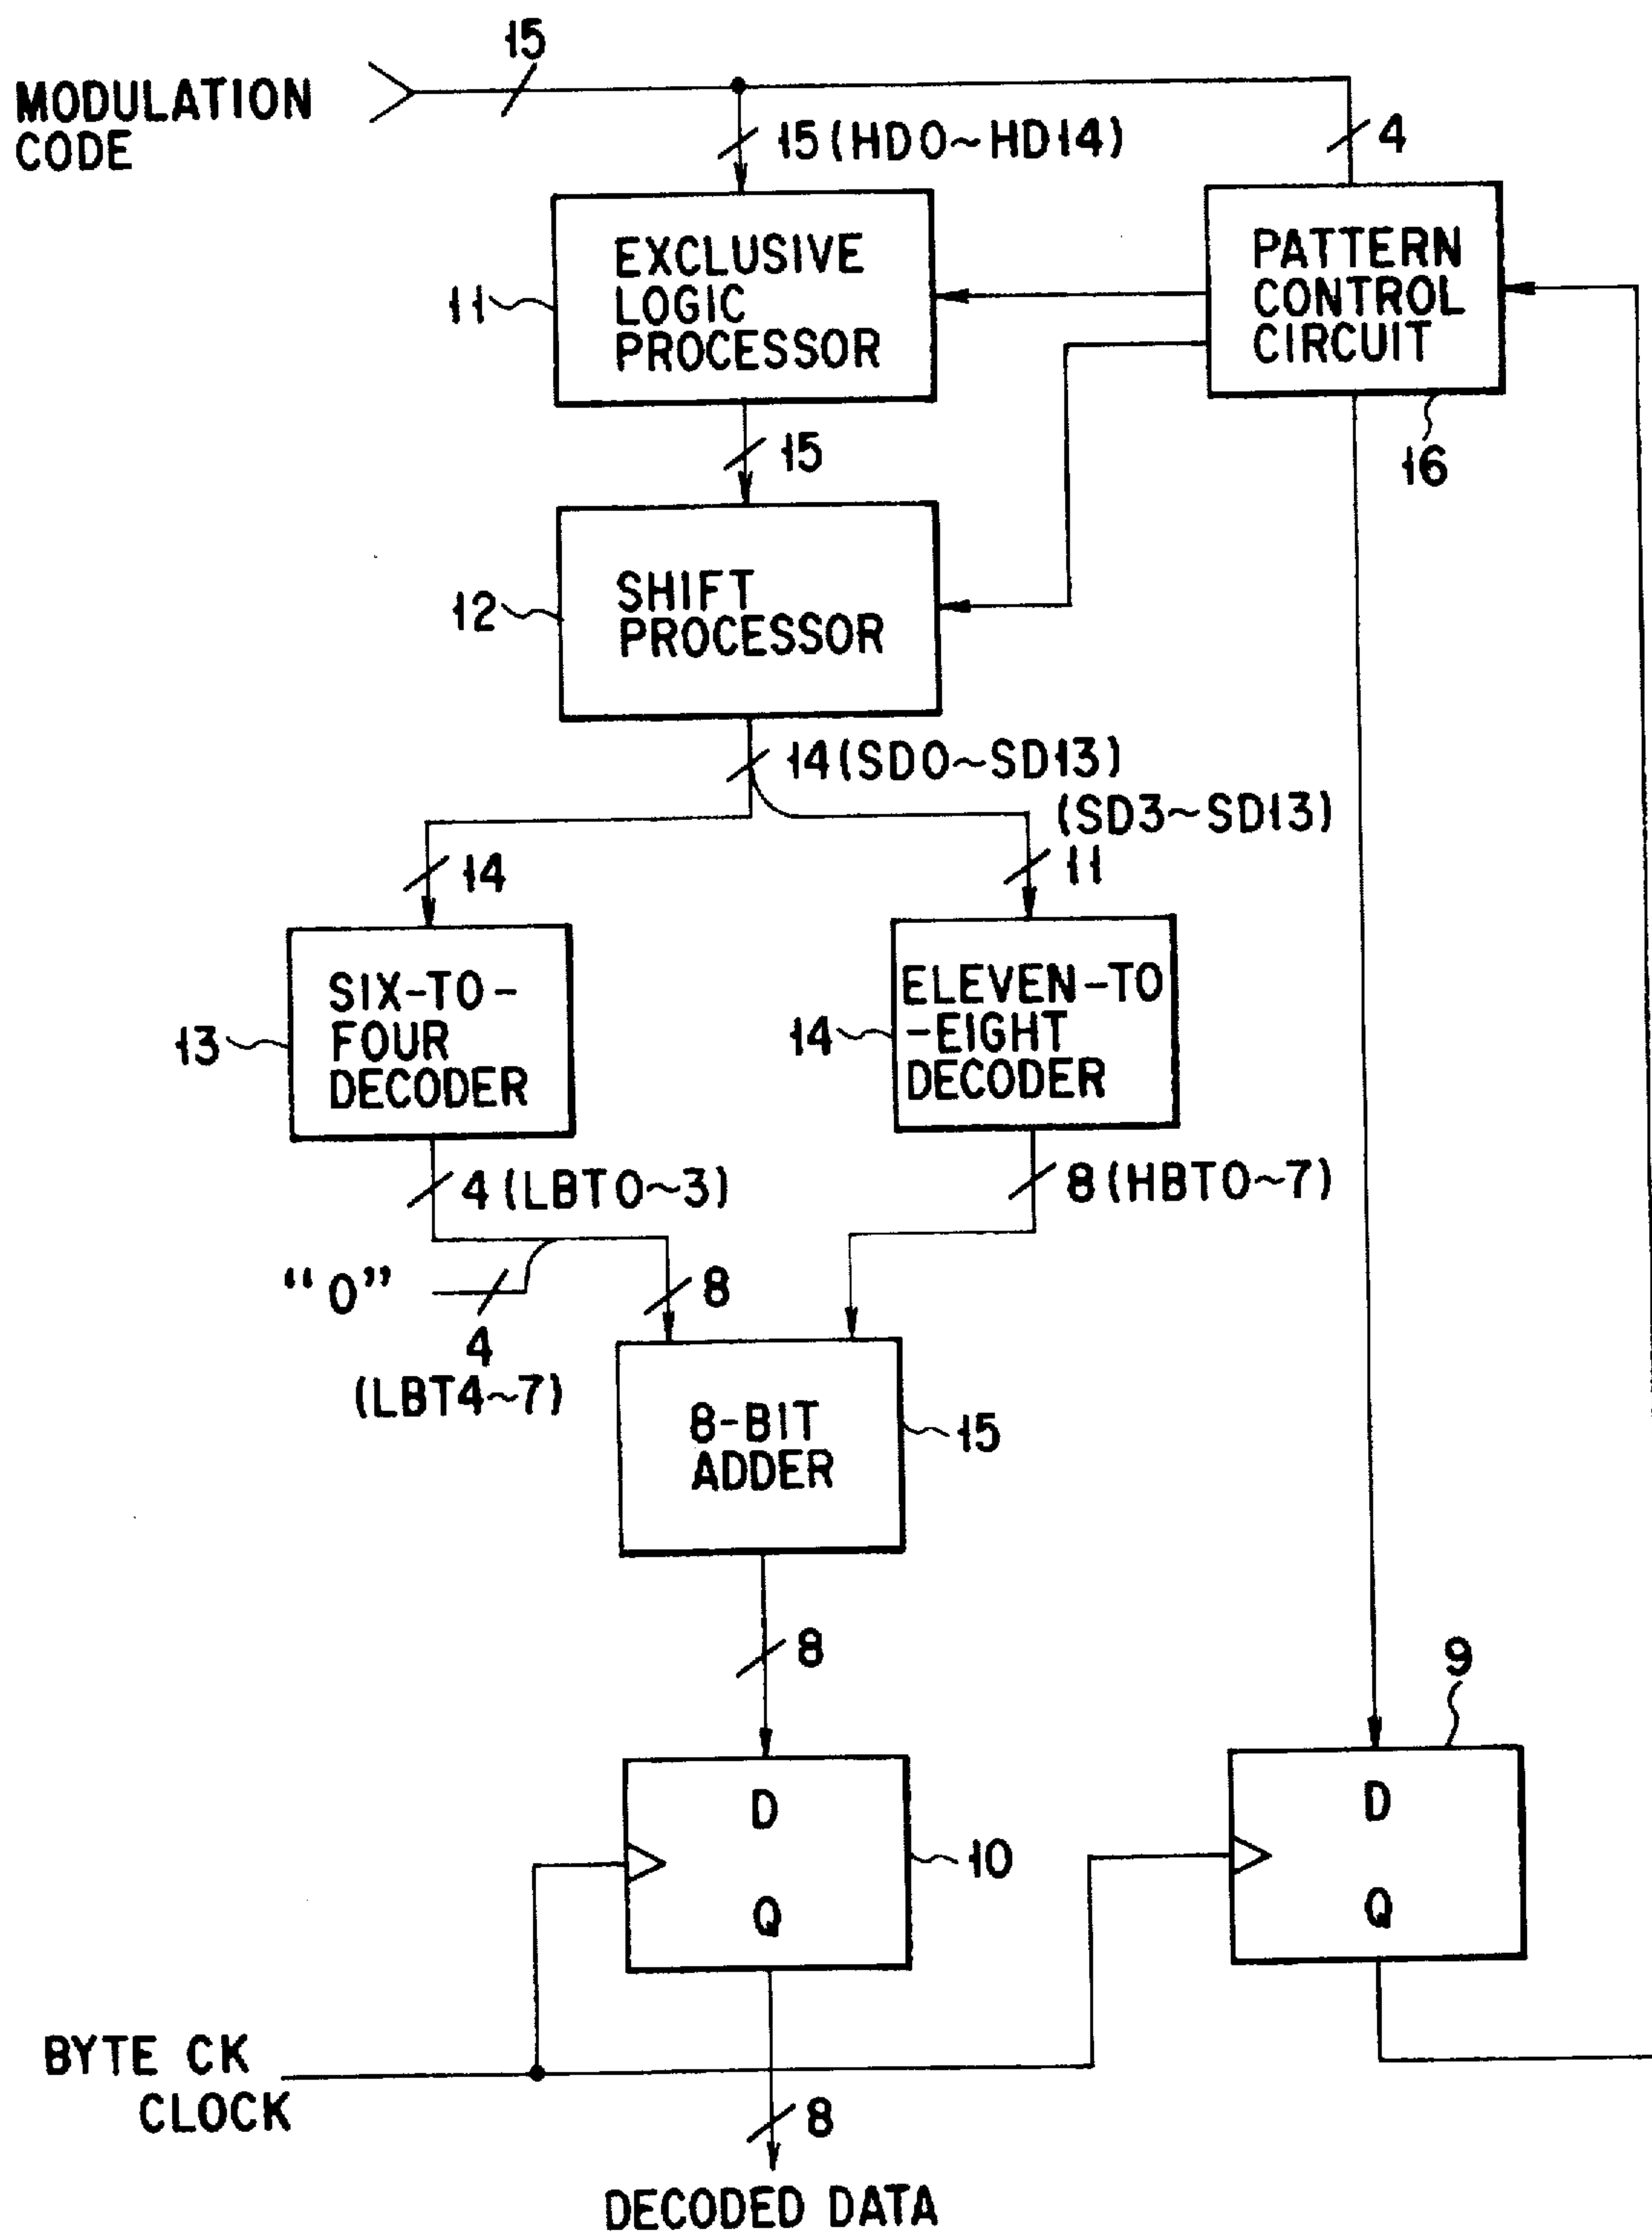 15
MODULATION
CODE
15 (HD0~HD14)
4
EXCLUSIVE
LOGIC
PROCESSOR
11
PATTERN
CONTROL
CIRCUIT
16
15
SHIFT
PROCESSOR
12
14 (SD0~SD13)
(SD3~SD13)
14
11
SIX-TO-
FOUR
DECODER
13
ELEVEN-TO
-EIGHT
DECODER
14
4 (LBT0~3)
8 (HBT0~7)
“0”
8
4
(LBT4~7)
8-BIT
ADDER
15
8
9
D
Q
10
D
Q
BYTE CK
CLOCK
8
DECODED DATA